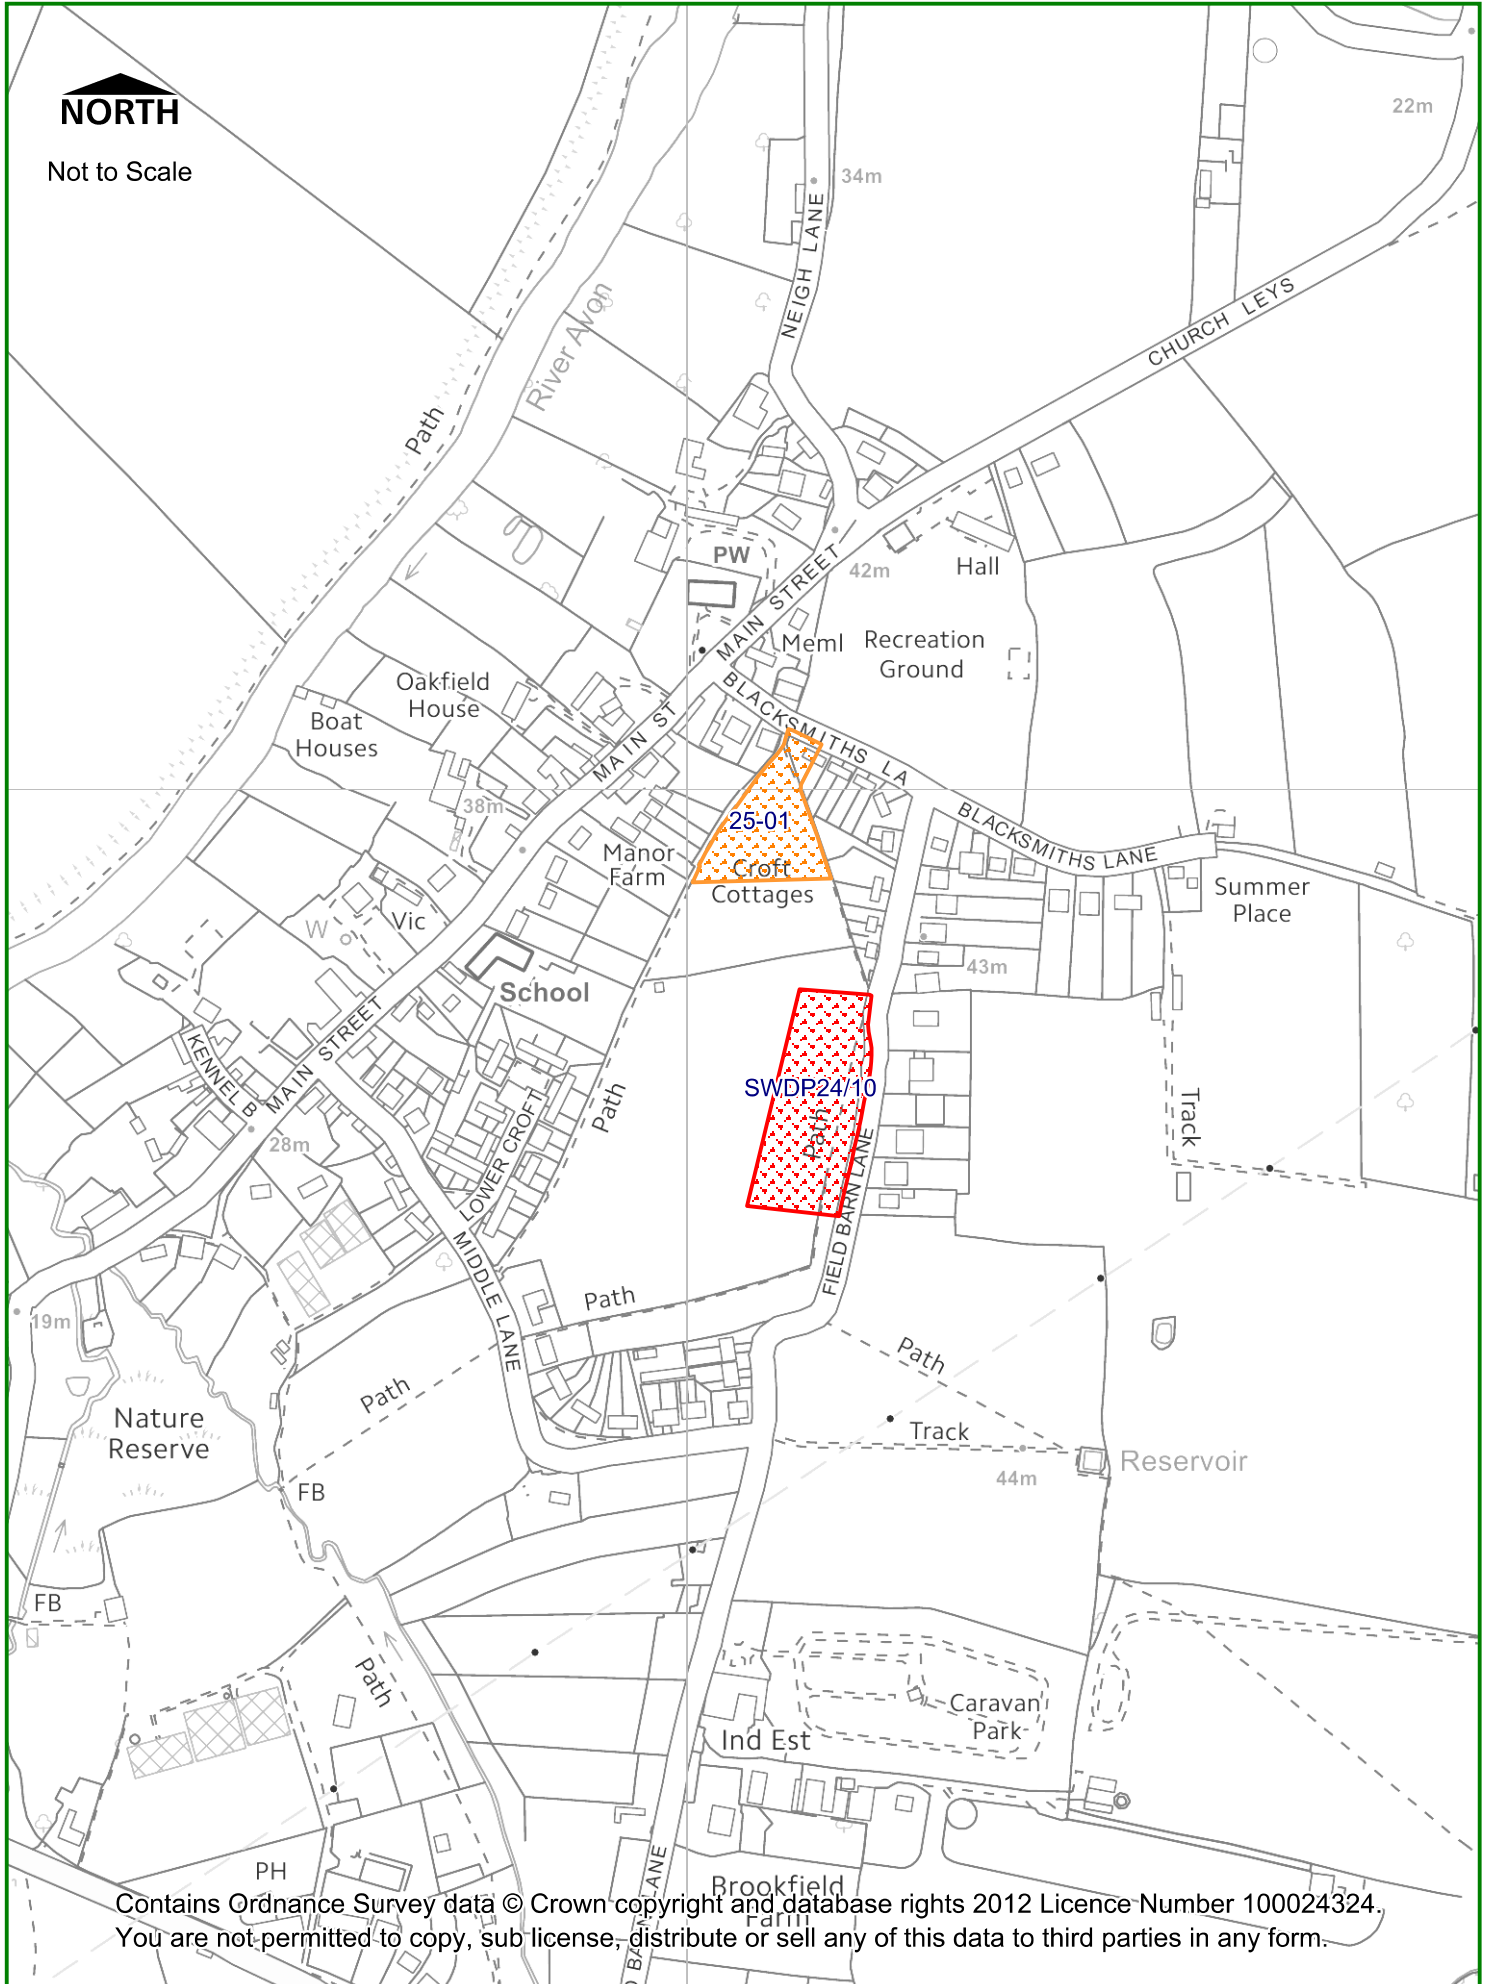 NORTH
Not to Scale
22m
34m
NEIGH LANE
CHURCH LEYS
River Avon
Path
PW
MAIN STREET
42m
Hall
Meml
Recreation
Ground
Oakfield
House
Boat
Houses
MAIN ST
BLACKSMITHS LA
38m
25-01
Manor
Farm
Croft
Cottages
BLACKSMITHS LANE
Summer
Place
Vic
W
43m
School
KENNEL B
MAIN STREET
28m
LOWER CROFT
Path
SWDP24/10
Path
FIELD BARN LANE
Track
MIDDLE LANE
19m
Path
Path
Path
Nature
Reserve
Track
Reservoir
44m
FB
FB
Path
Caravan
Park
Ind Est
PH
Brookfield
Farm
D BARN LANE
Contains Ordnance Survey data © Crown copyright and database rights 2012 Licence Number 100024324.
You are not permitted to copy, sub license, distribute or sell any of this data to third parties in any form.